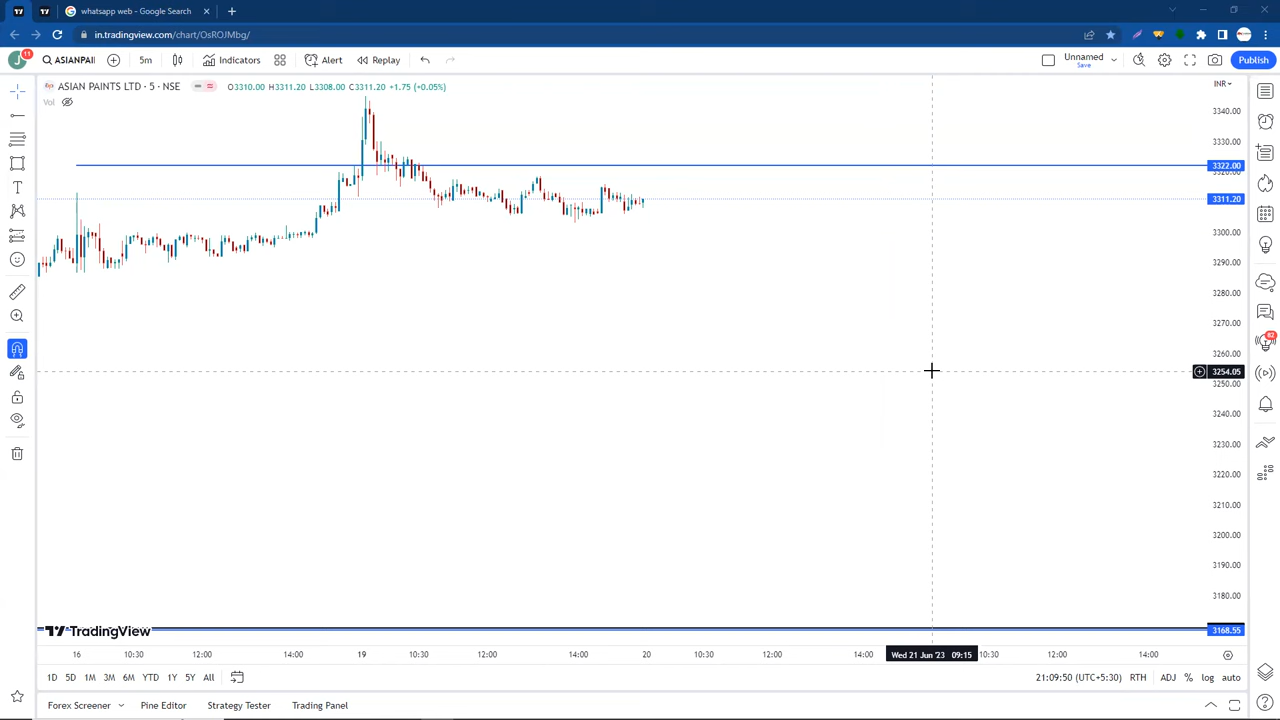 whatsapp web - Google Search
in.tradingview.com/chart/OsROJMbg/
J
11
ASIANPAI
5m
Indicators
Alert
Replay
Unnamed
Save
Publish
ASIAN PAINTS LTD · 5 · NSE
O3310.00 H3311.20 L3308.00 C3311.20 +1.75 (+0.05%)
Vol
INR
3340.00
3330.00
3322.00
3311.20
3300.00
3290.00
3280.00
3270.00
3260.00
3254.05
3250.00
3240.00
3230.00
3220.00
3210.00
3200.00
3190.00
3180.00
3168.55
82
TradingView
16
10:30
12:00
14:00
19
10:30
12:00
14:00
20
10:30
12:00
14:00
Wed 21 Jun '23 09:15
10:30
12:00
14:00
1D 5D 1M 3M 6M YTD 1Y 5Y All
21:09:50 (UTC+5:30) RTH ADJ % log auto
Forex Screener
Pine Editor
Strategy Tester
Trading Panel